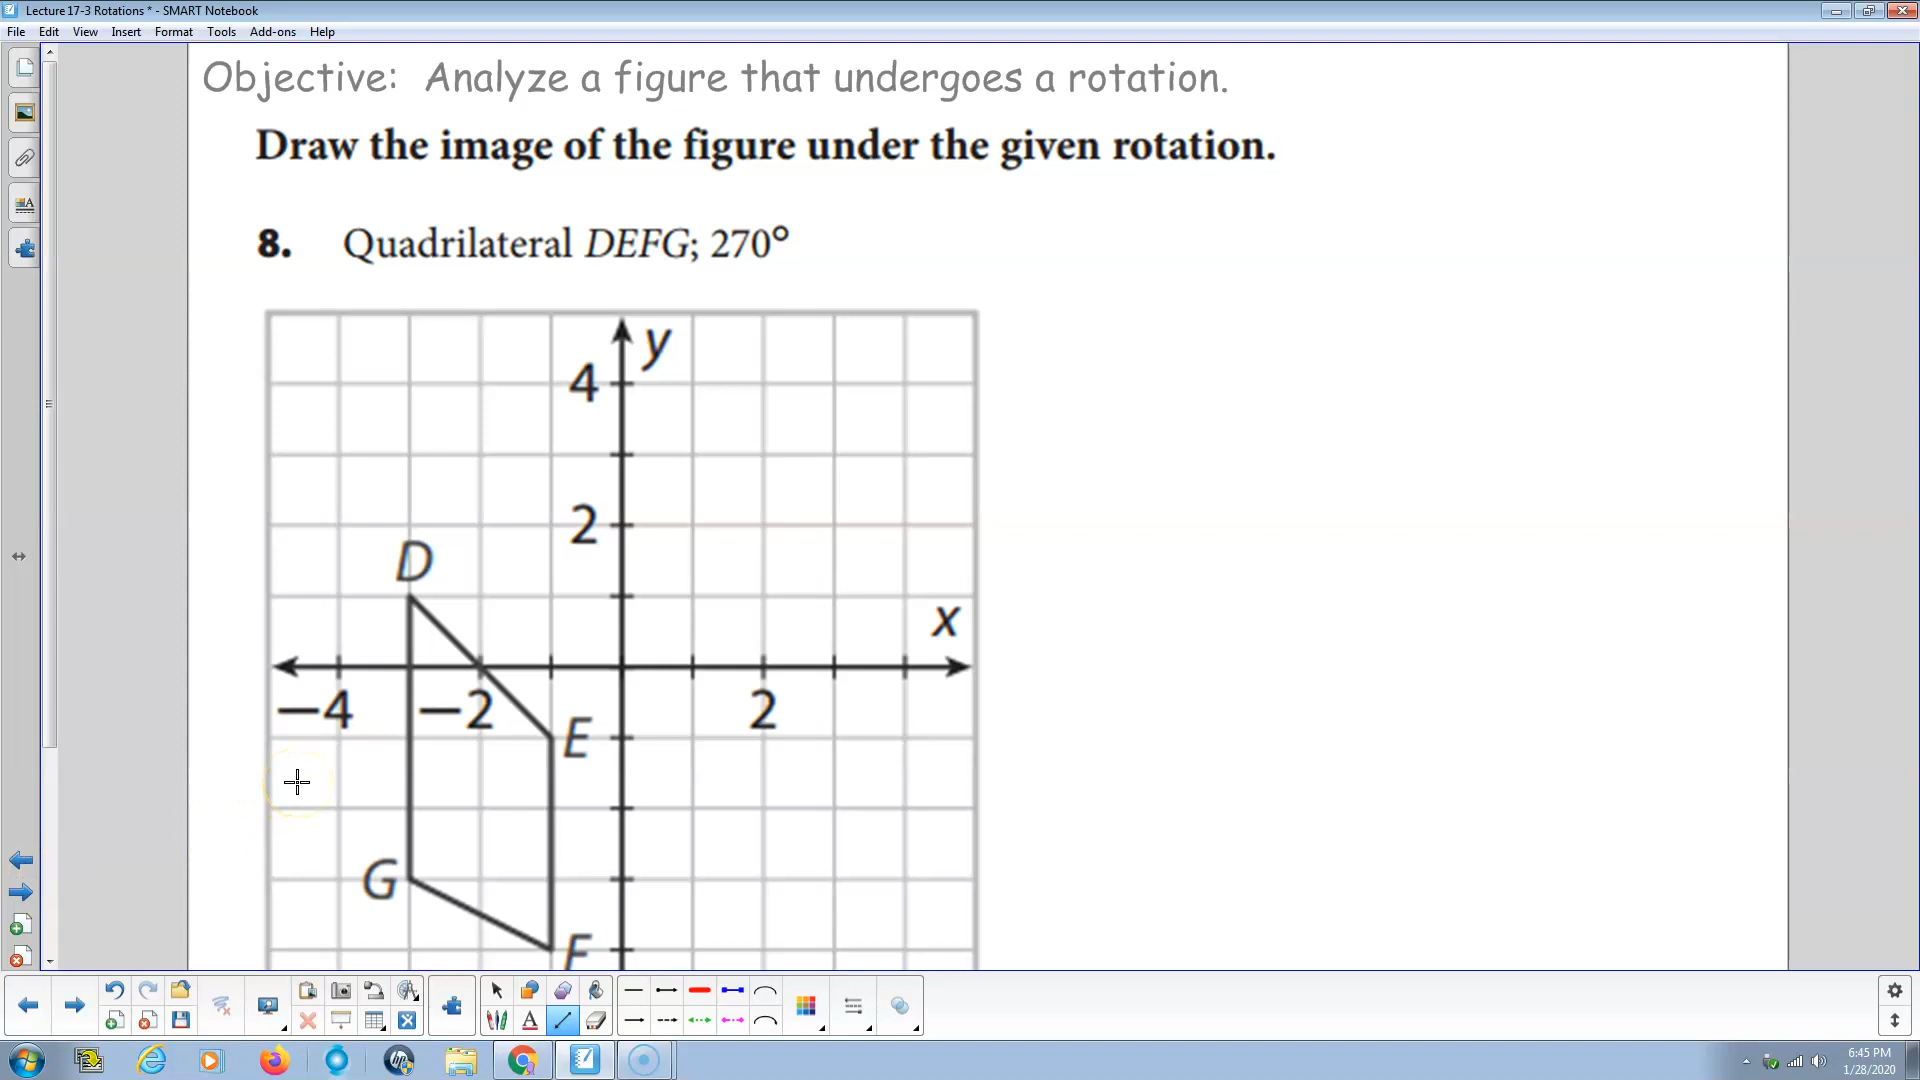 Lecture 17-3 Rotations * - SMART Notebook
File Edit View Insert Format Tools Add-ons Help
Objective: Analyze a figure that undergoes a rotation.
Draw the image of the figure under the given rotation.
8. Quadrilateral DEFG; 270°
y
4
2
D
x
−4 −2 2
E
G
F
6:45 PM
1/28/2020